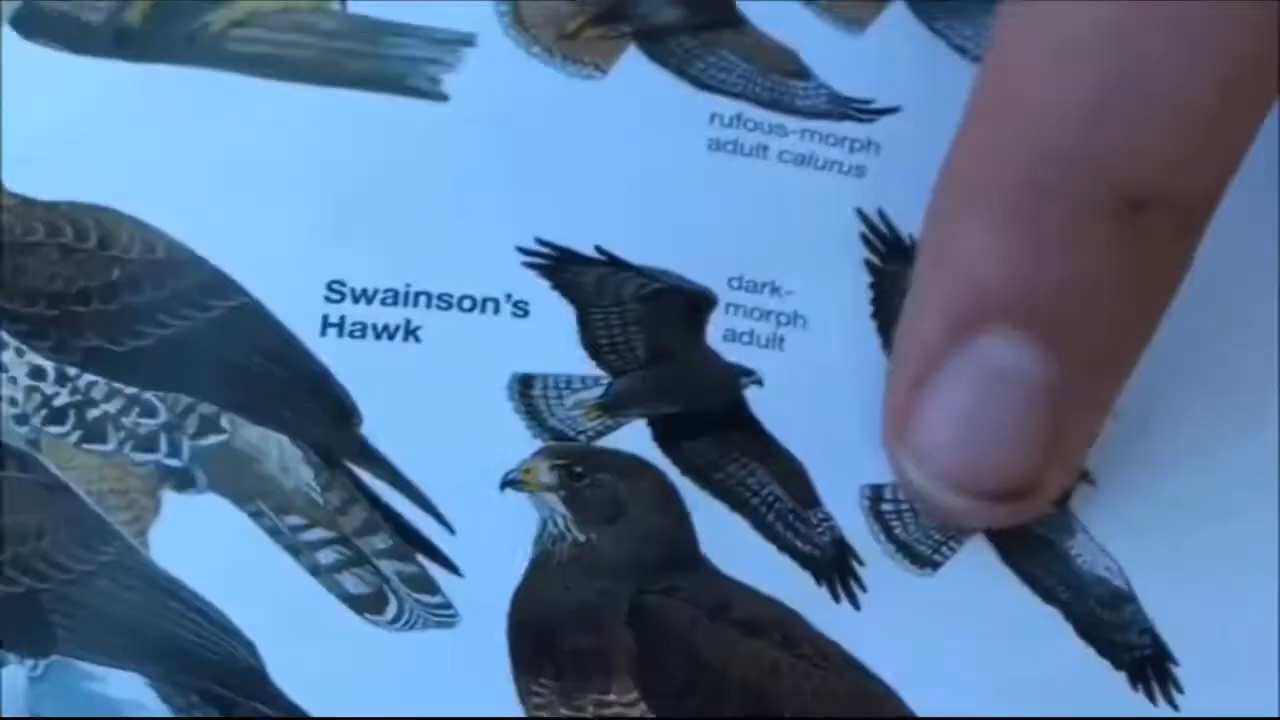 rufous-morph
adult calurus
Swainson's
Hawk
dark-
morph
adult